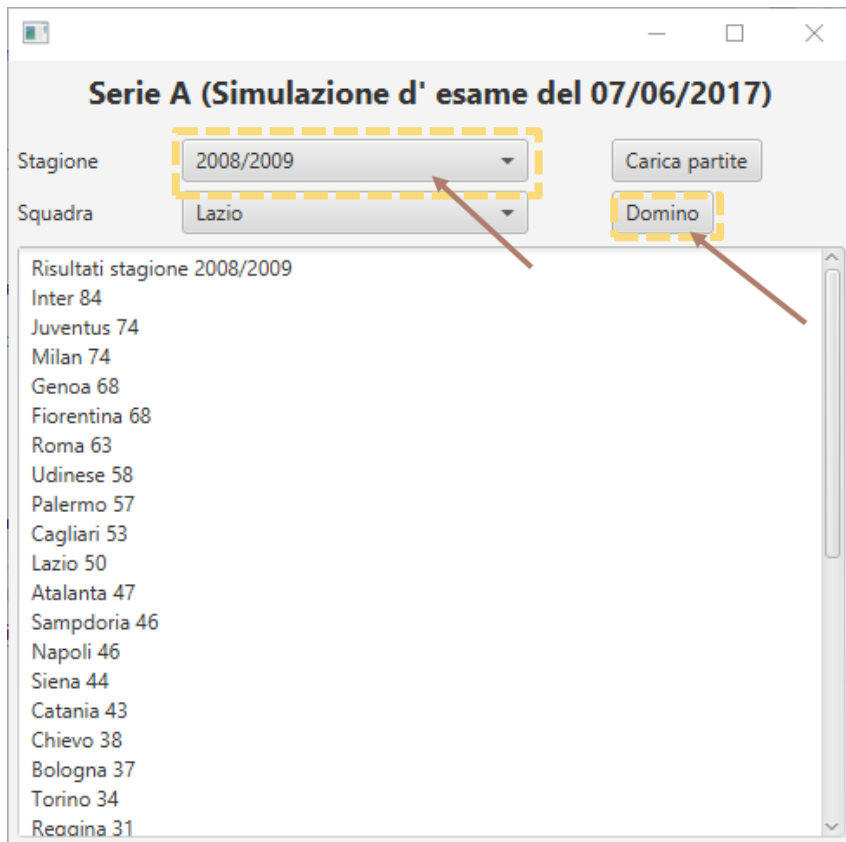 Serie A (Simulazione d' esame del 07/06/2017)
Stagione 2008/2009 Carica partite
Squadra Lazio Domino
Risultati stagione 2008/2009
Inter 84
Juventus 74
Milan 74
Genoa 68
Fiorentina 68
Roma 63
Udinese 58
Palermo 57
Cagliari 53
Lazio 50
Atalanta 47
Sampdoria 46
Napoli 46
Siena 44
Catania 43
Chievo 38
Bologna 37
Torino 34
Reggina 31